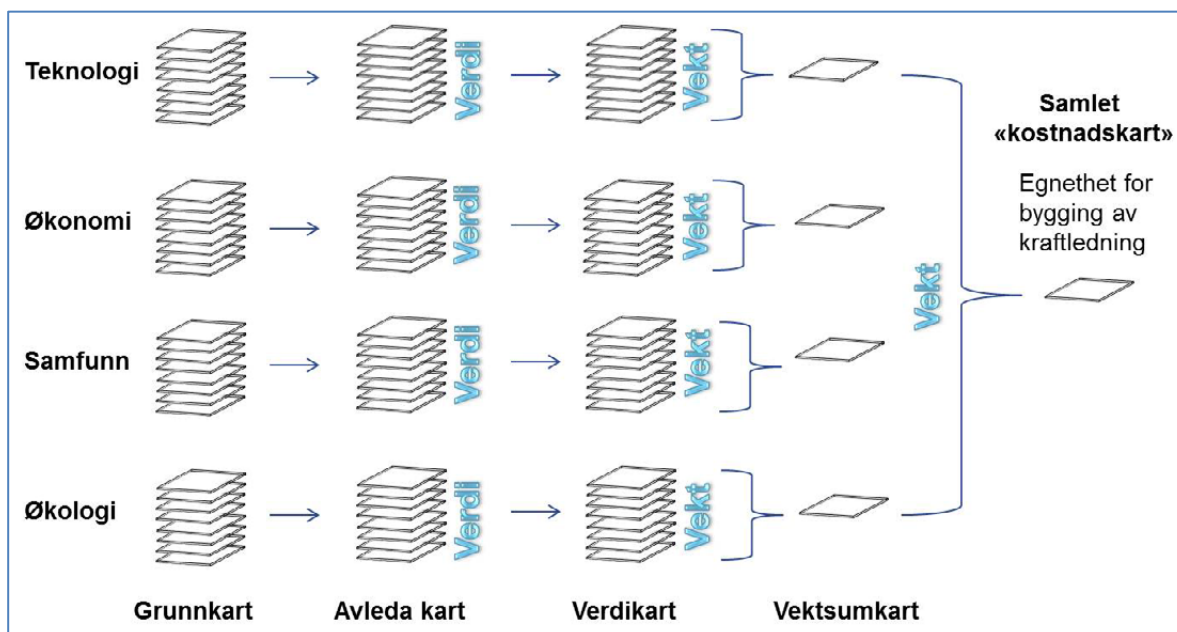 Teknologi
Verdi
Vekt
Samlet
«kostnadskart»
Egnethet for
bygging av
kraftledning
Økonomi
Verdi
Vekt
Vekt
Samfunn
Verdi
Vekt
Økologi
Verdi
Vekt
Grunnkart
Avleda kart
Verdikart
Vektsumkart